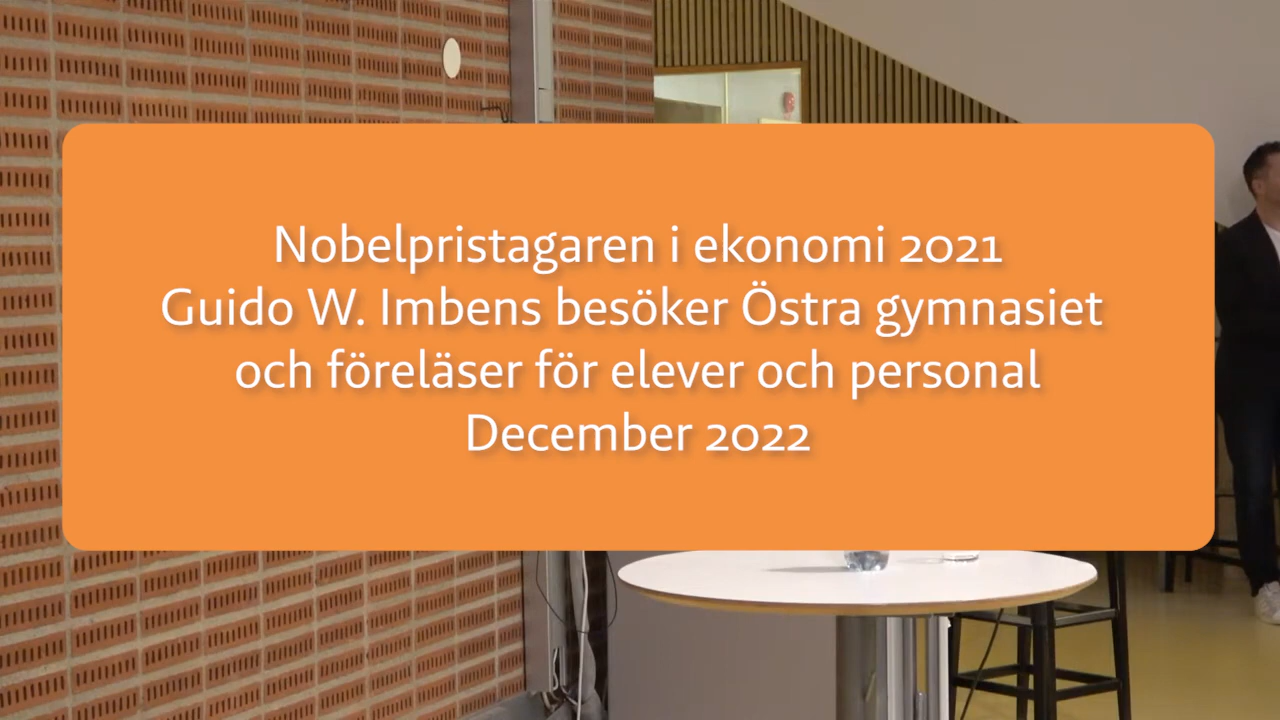 Nobelpristagaren i ekonomi 2021
Guido W. Imbens besöker Östra gymnasiet
och föreläser för elever och personal
December 2022